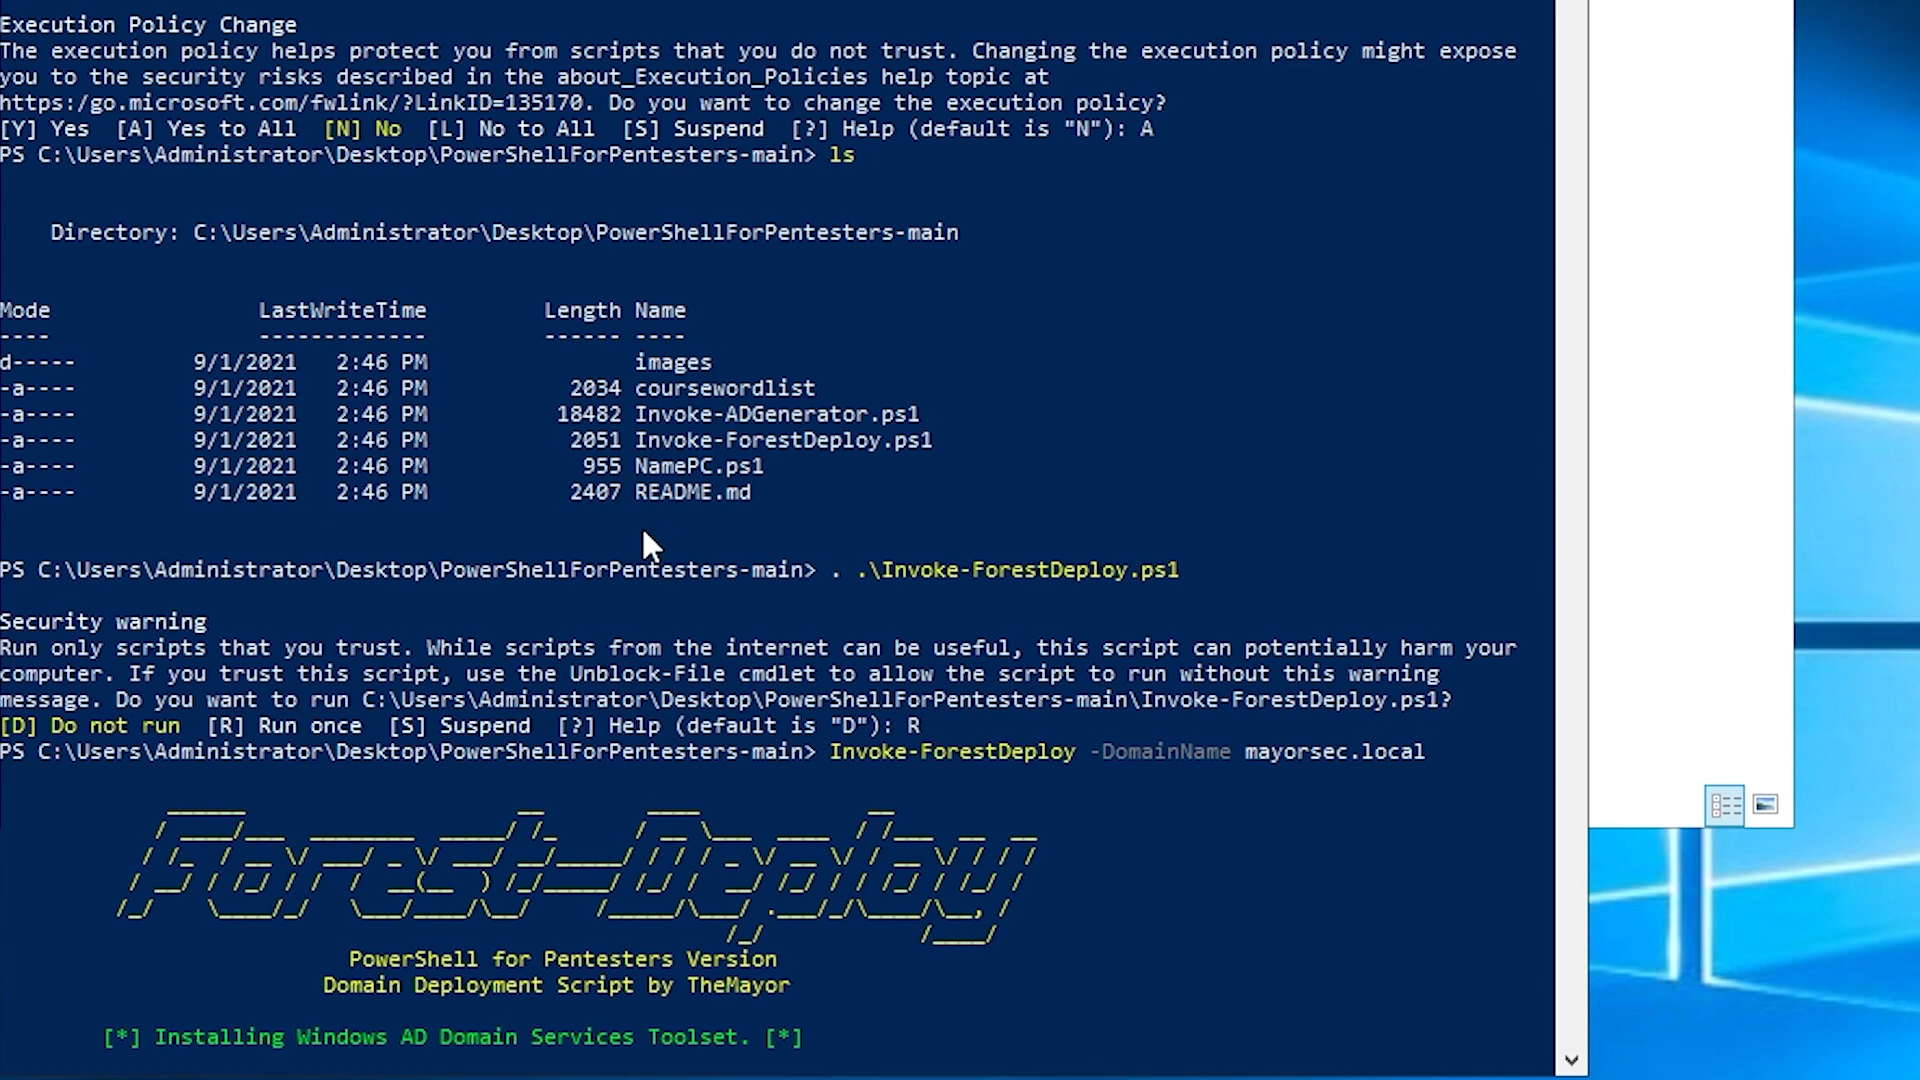 Execution Policy Change
The execution policy helps protect you from scripts that you do not trust. Changing the execution policy might expose
you to the security risks described in the about_Execution_Policies help topic at
https:/go.microsoft.com/fwlink/?LinkID=135170. Do you want to change the execution policy?
[Y] Yes  [A] Yes to All  [N] No  [L] No to All  [S] Suspend  [?] Help (default is "N"): A
PS C:\Users\Administrator\Desktop\PowerShellForPentesters-main> ls
Directory: C:\Users\Administrator\Desktop\PowerShellForPentesters-main
Mode                LastWriteTime         Length Name
----                -------------         ------ ----
d-----         9/1/2021   2:46 PM                images
-a----         9/1/2021   2:46 PM           2034 coursewordlist
-a----         9/1/2021   2:46 PM          18482 Invoke-ADGenerator.ps1
-a----         9/1/2021   2:46 PM           2051 Invoke-ForestDeploy.ps1
-a----         9/1/2021   2:46 PM            955 NamePC.ps1
-a----         9/1/2021   2:46 PM           2407 README.md
PS C:\Users\Administrator\Desktop\PowerShellForPentesters-main> . .\Invoke-ForestDeploy.ps1
Security warning
Run only scripts that you trust. While scripts from the internet can be useful, this script can potentially harm your
computer. If you trust this script, use the Unblock-File cmdlet to allow the script to run without this warning
message. Do you want to run C:\Users\Administrator\Desktop\PowerShellForPentesters-main\Invoke-ForestDeploy.ps1?
[D] Do not run  [R] Run once  [S] Suspend  [?] Help (default is "D"): R
PS C:\Users\Administrator\Desktop\PowerShellForPentesters-main> Invoke-ForestDeploy -DomainName mayorsec.local
Forest-Deploy
PowerShell for Pentesters Version
Domain Deployment Script by TheMayor
[*] Installing Windows AD Domain Services Toolset. [*]